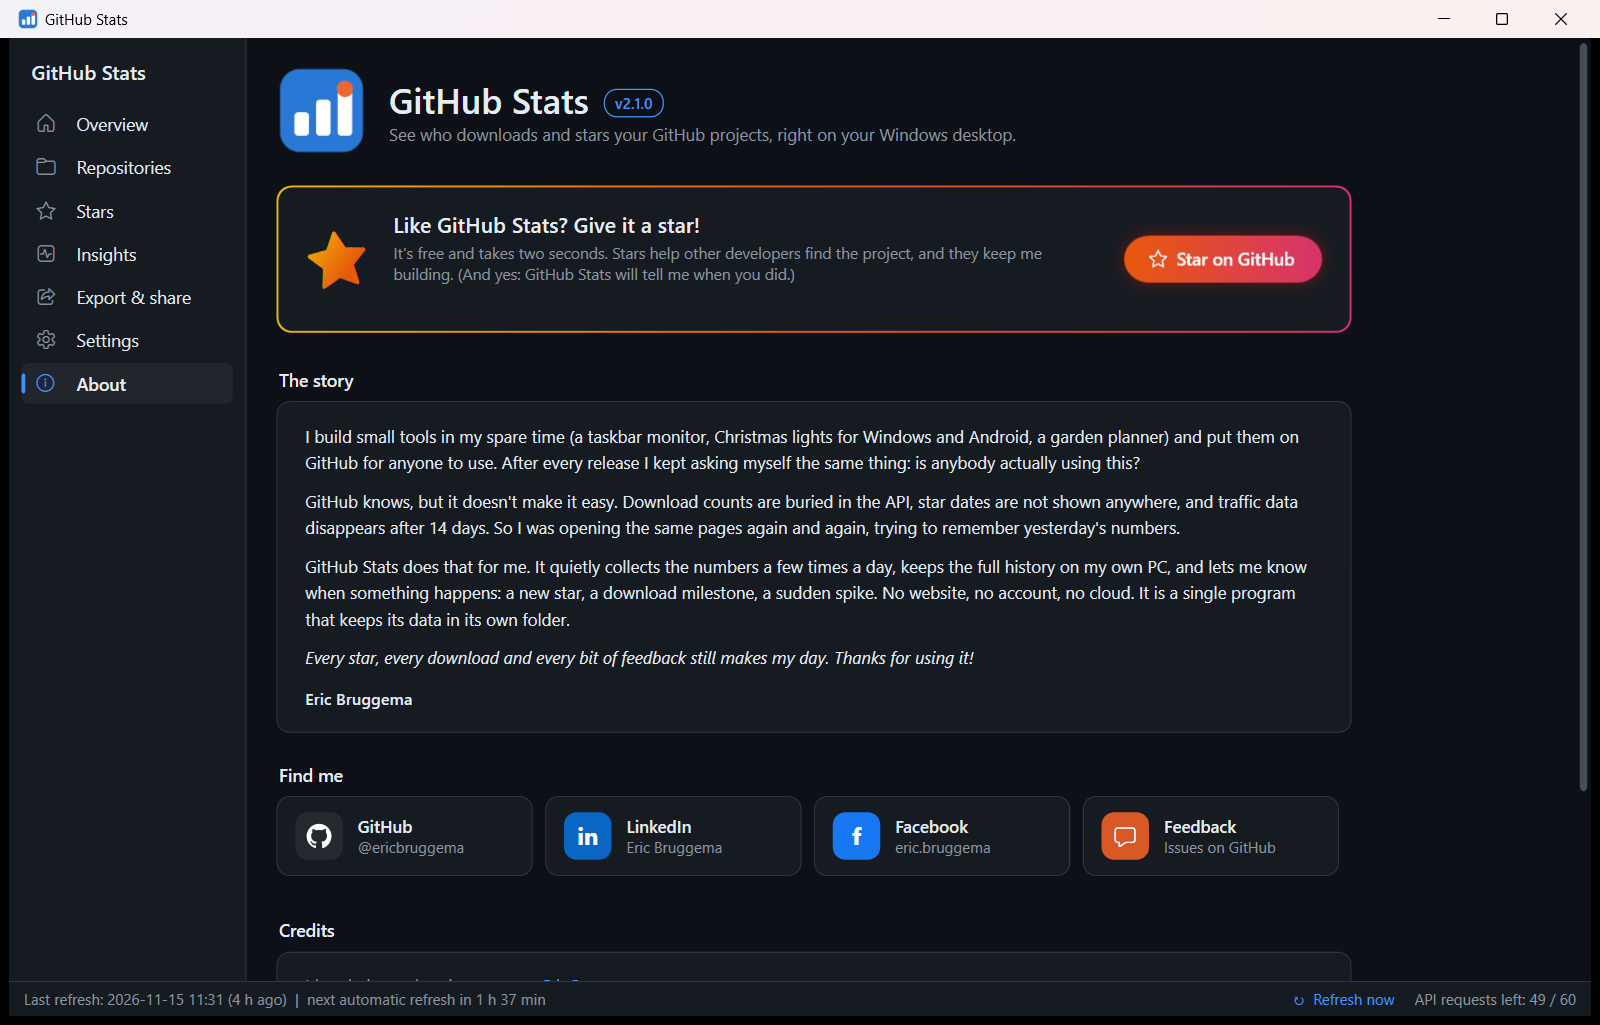 GitHub Stats
GitHub Stats
Overview
Repositories
Stars
Insights
Export & share
Settings
About
GitHub Stats
v2.1.0
See who downloads and stars your GitHub projects, right on your Windows desktop.
Like GitHub Stats? Give it a star!
It's free and takes two seconds. Stars help other developers find the project, and they keep me
building. (And yes: GitHub Stats will tell me when you did.)
Star on GitHub
The story
I build small tools in my spare time (a taskbar monitor, Christmas lights for Windows and Android, a garden planner) and put them on
GitHub for anyone to use. After every release I kept asking myself the same thing: is anybody actually using this?
GitHub knows, but it doesn't make it easy. Download counts are buried in the API, star dates are not shown anywhere, and traffic data
disappears after 14 days. So I was opening the same pages again and again, trying to remember yesterday's numbers.
GitHub Stats does that for me. It quietly collects the numbers a few times a day, keeps the full history on my own PC, and lets me know
when something happens: a new star, a download milestone, a sudden spike. No website, no account, no cloud. It is a single program
that keeps its data in its own folder.
Every star, every download and every bit of feedback still makes my day. Thanks for using it!
Eric Bruggema
Find me
GitHub
@ericbruggema
in
LinkedIn
Eric Bruggema
f
Facebook
eric.bruggema
Feedback
Issues on GitHub
Credits
Last refresh: 2026-11-15 11:31 (4 h ago) | next automatic refresh in 1 h 37 min
Refresh now
API requests left: 49 / 60